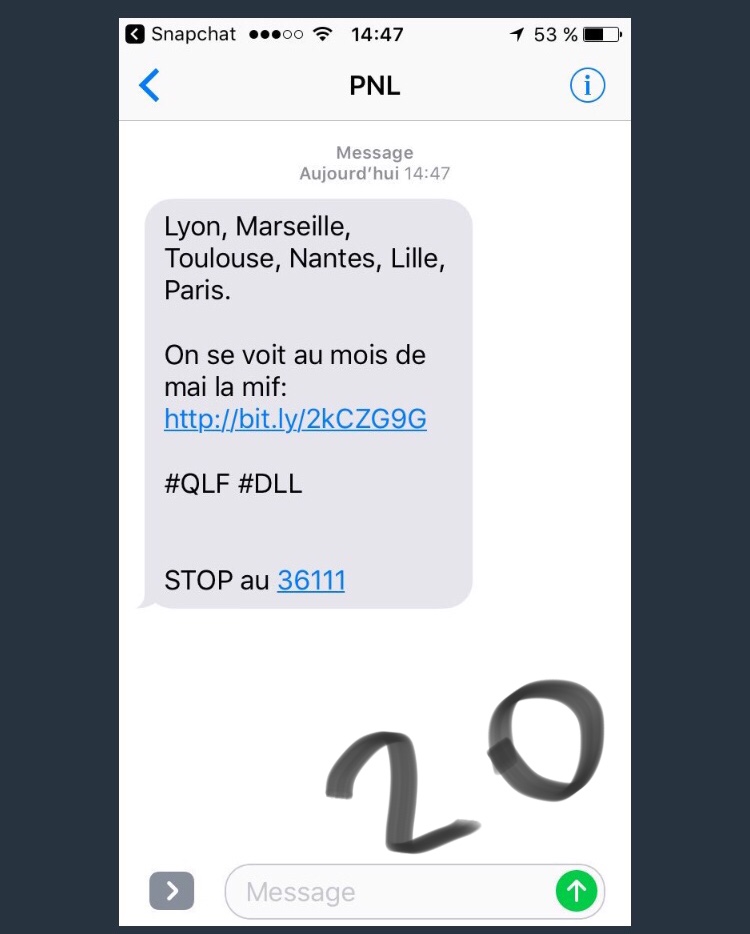 Snapchat 14:47 53 %
PNL
Message
Aujourd'hui 14:47
Lyon, Marseille,
Toulouse, Nantes, Lille,
Paris.
On se voit au mois de
mai la mif:
http://bit.ly/2kCZG9G
#QLF #DLL
STOP au 36111
20
Message